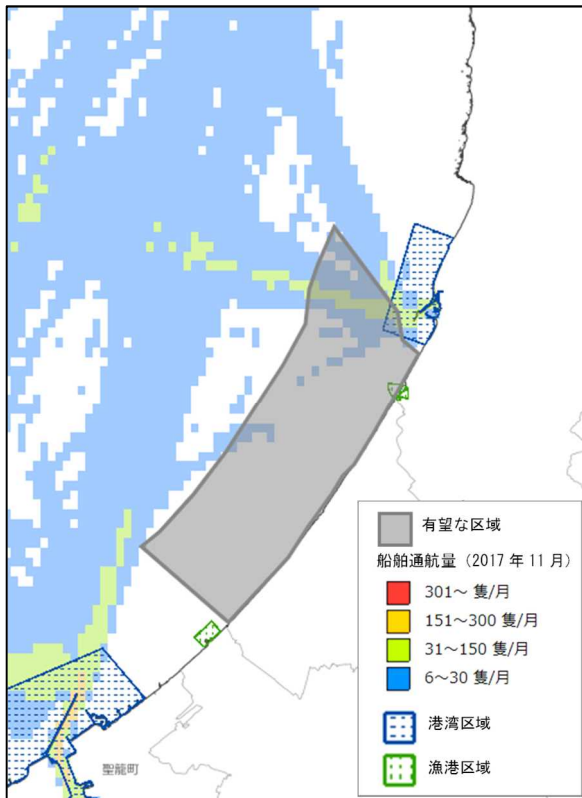 有望な区域
船舶通航量（2017 年 11 月）
301～ 隻/月
151～300 隻/月
31～150 隻/月
6～30 隻/月
港湾区域
漁港区域
聖籠町